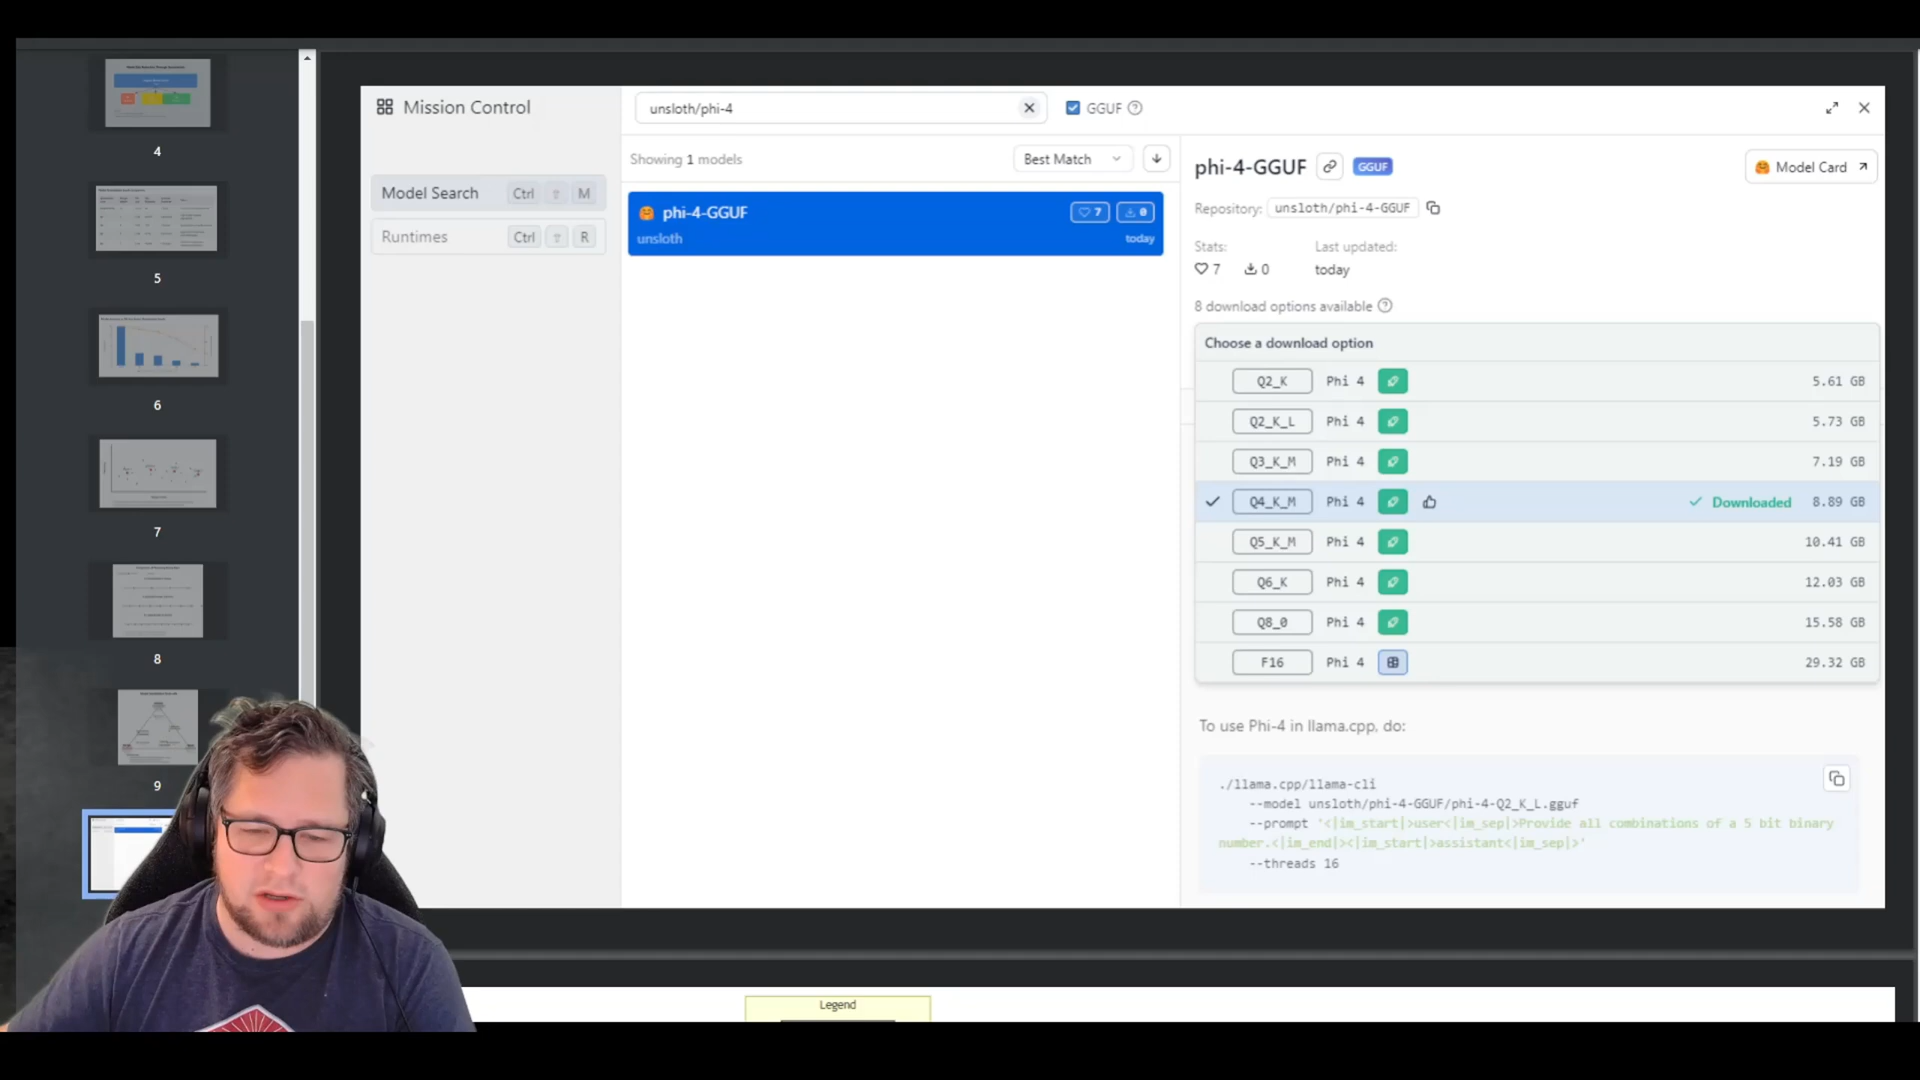 4
5
6
7
8
9
Mission Control
Model Search Ctrl ⇧ M
Runtimes Ctrl ⇧ R
unsloth/phi-4
GGUF
Showing 1 models
Best Match
phi-4-GGUF
7 0
unsloth
today
phi-4-GGUF GGUF
Model Card
Repository: unsloth/phi-4-GGUF
Stats:
7 0
Last updated:
today
8 download options available
Choose a download option
Q2_K Phi 4 5.61 GB
Q2_K_L Phi 4 5.73 GB
Q3_K_M Phi 4 7.19 GB
Q4_K_M Phi 4 Downloaded 8.89 GB
Q5_K_M Phi 4 10.41 GB
Q6_K Phi 4 12.03 GB
Q8_0 Phi 4 15.58 GB
F16 Phi 4 29.32 GB
To use Phi-4 in llama.cpp, do:
./llama.cpp/llama-cli
--model unsloth/phi-4-GGUF/phi-4-Q2_K_L.gguf
--prompt '<|im_start|>user<|im_sep|>Provide all combinations of a 5 bit binary
number.<|im_end|><|im_start|>assistant<|im_sep|>'
--threads 16
Legend